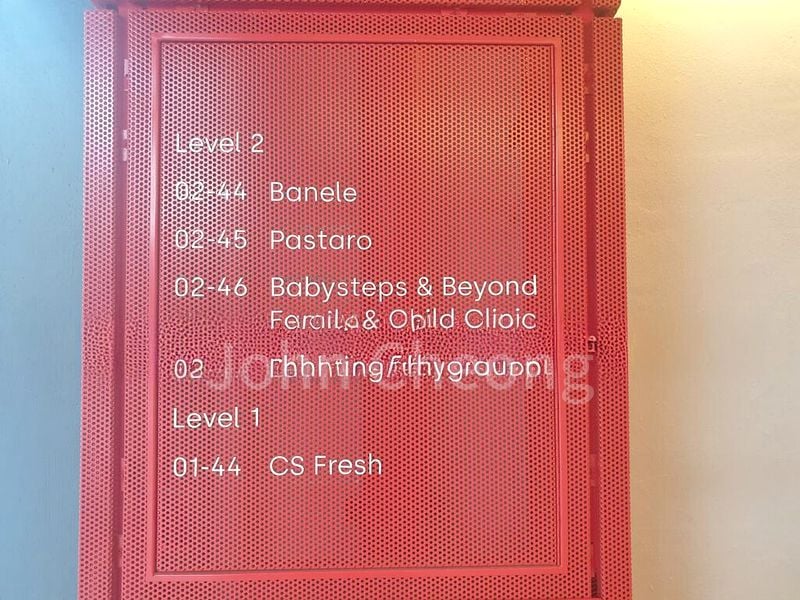 Level 2
02-44 Banele
02-45 Pastaro
02-46 Babysteps & Beyond
&
02
Level 1
01-44 CS Fresh
John Cheong